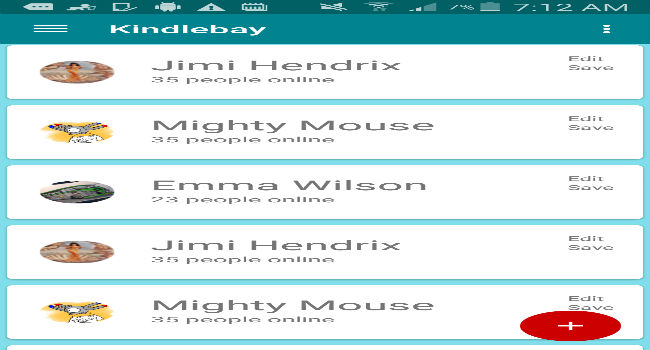 7% 7:12 AM
Kindlebay
Jimi Hendrix
35 people online
Edit
Save
Mighty Mouse
35 people online
Edit
Save
Emma Wilson
23 people online
Edit
Save
Jimi Hendrix
35 people online
Edit
Save
Mighty Mouse
35 people online
Edit
Save
+